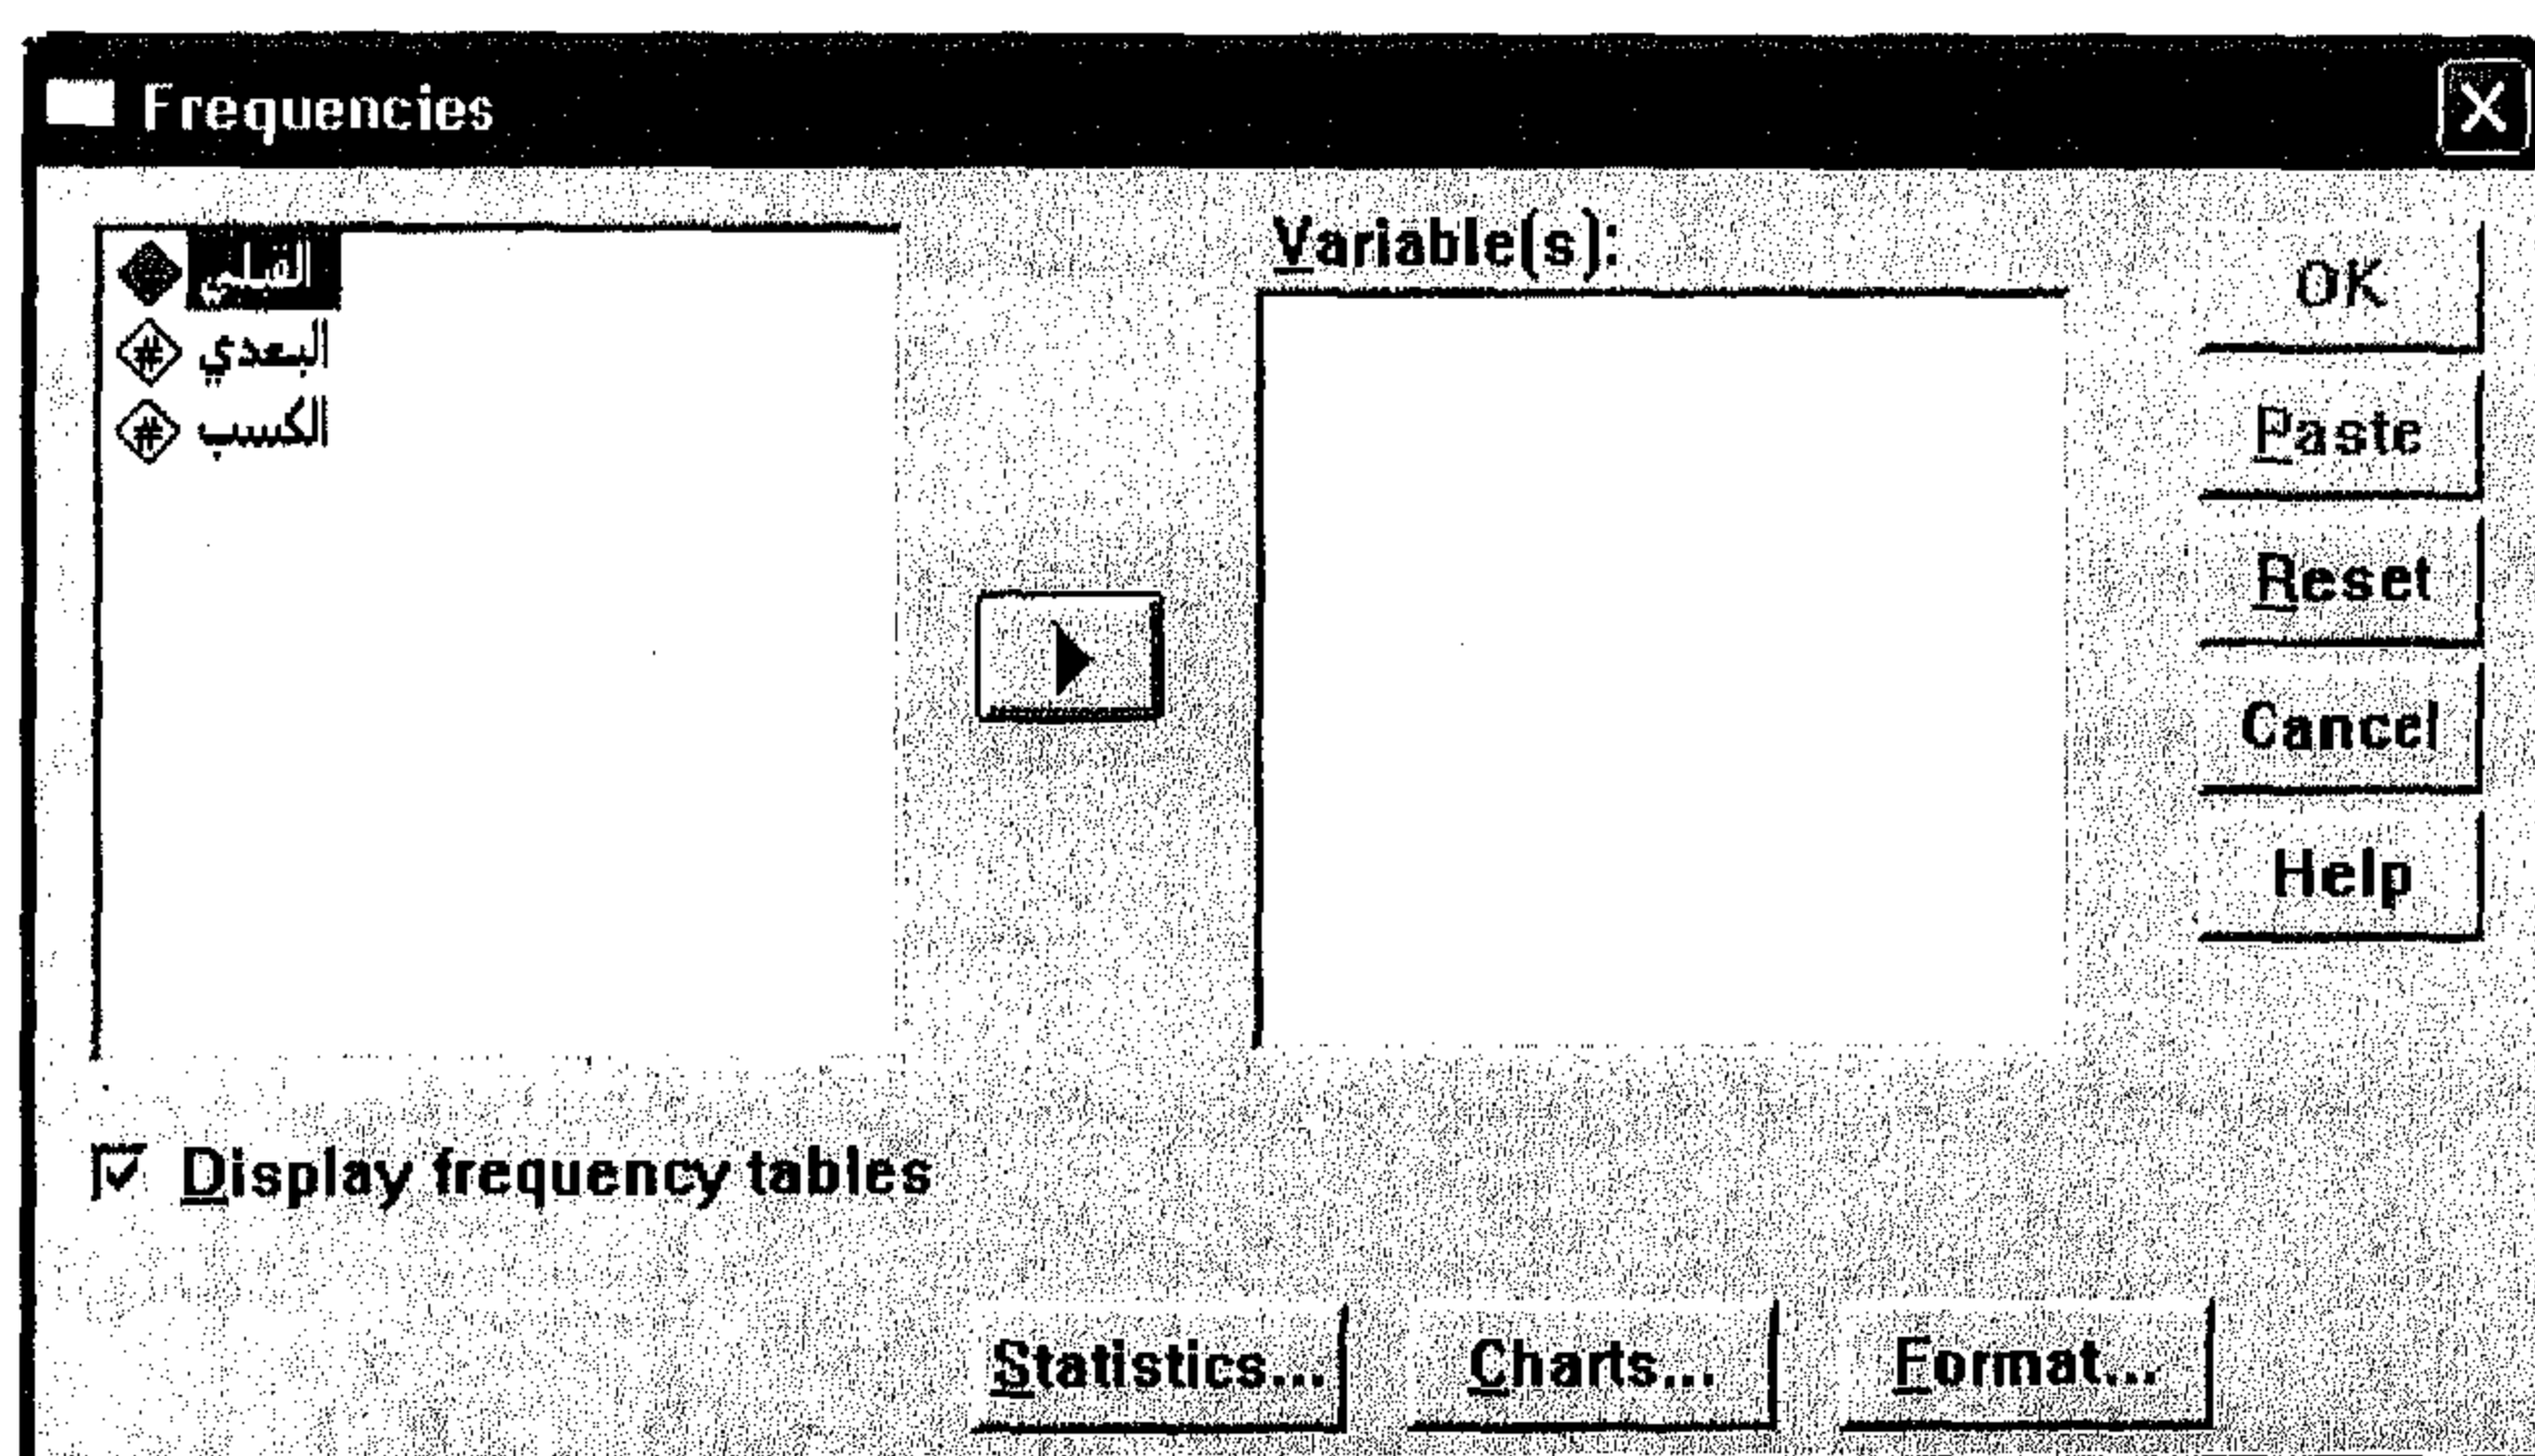 Frequencies
القبلي
البعدي
الكسب
Variable(s):
OK
Paste
Reset
Cancel
Help
Display frequency tables
Statistics...
Charts...
Format...